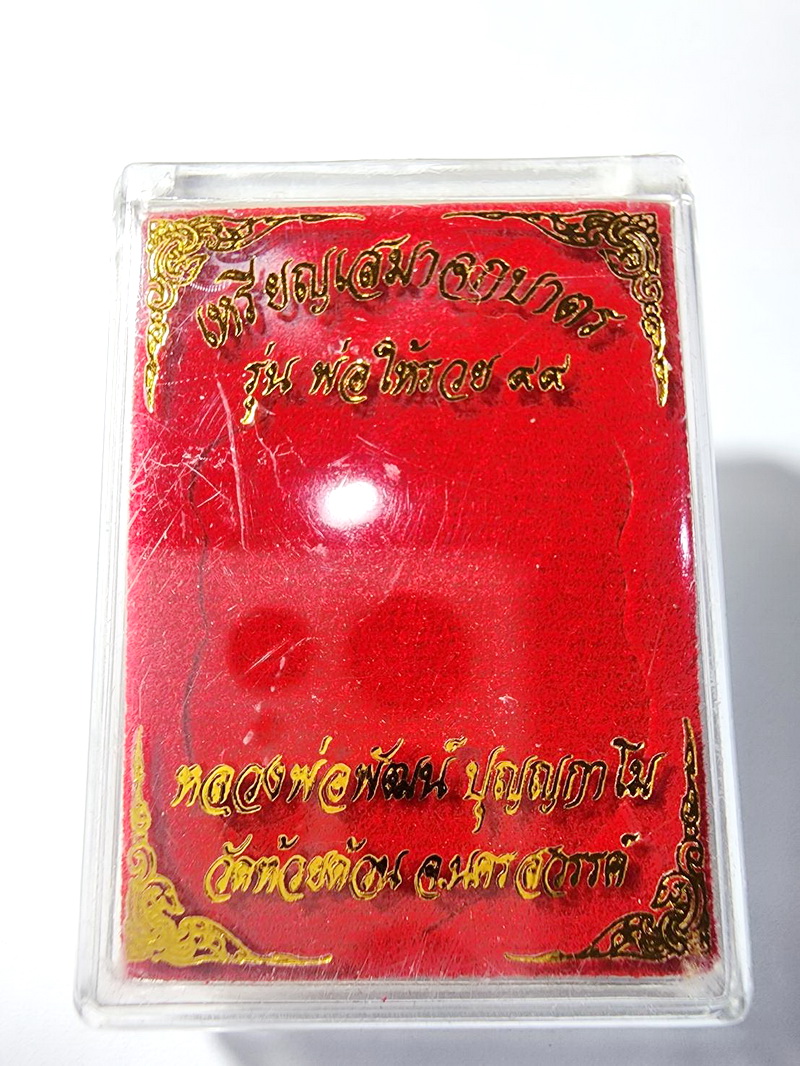 เหรียญเสมาจกบาตร
รุ่น พ่อให้รวย ๙๙
หลวงพ่อพัฒน์ ปุญญกาโม
วัดห้วยด้วน จ.นครสวรรค์